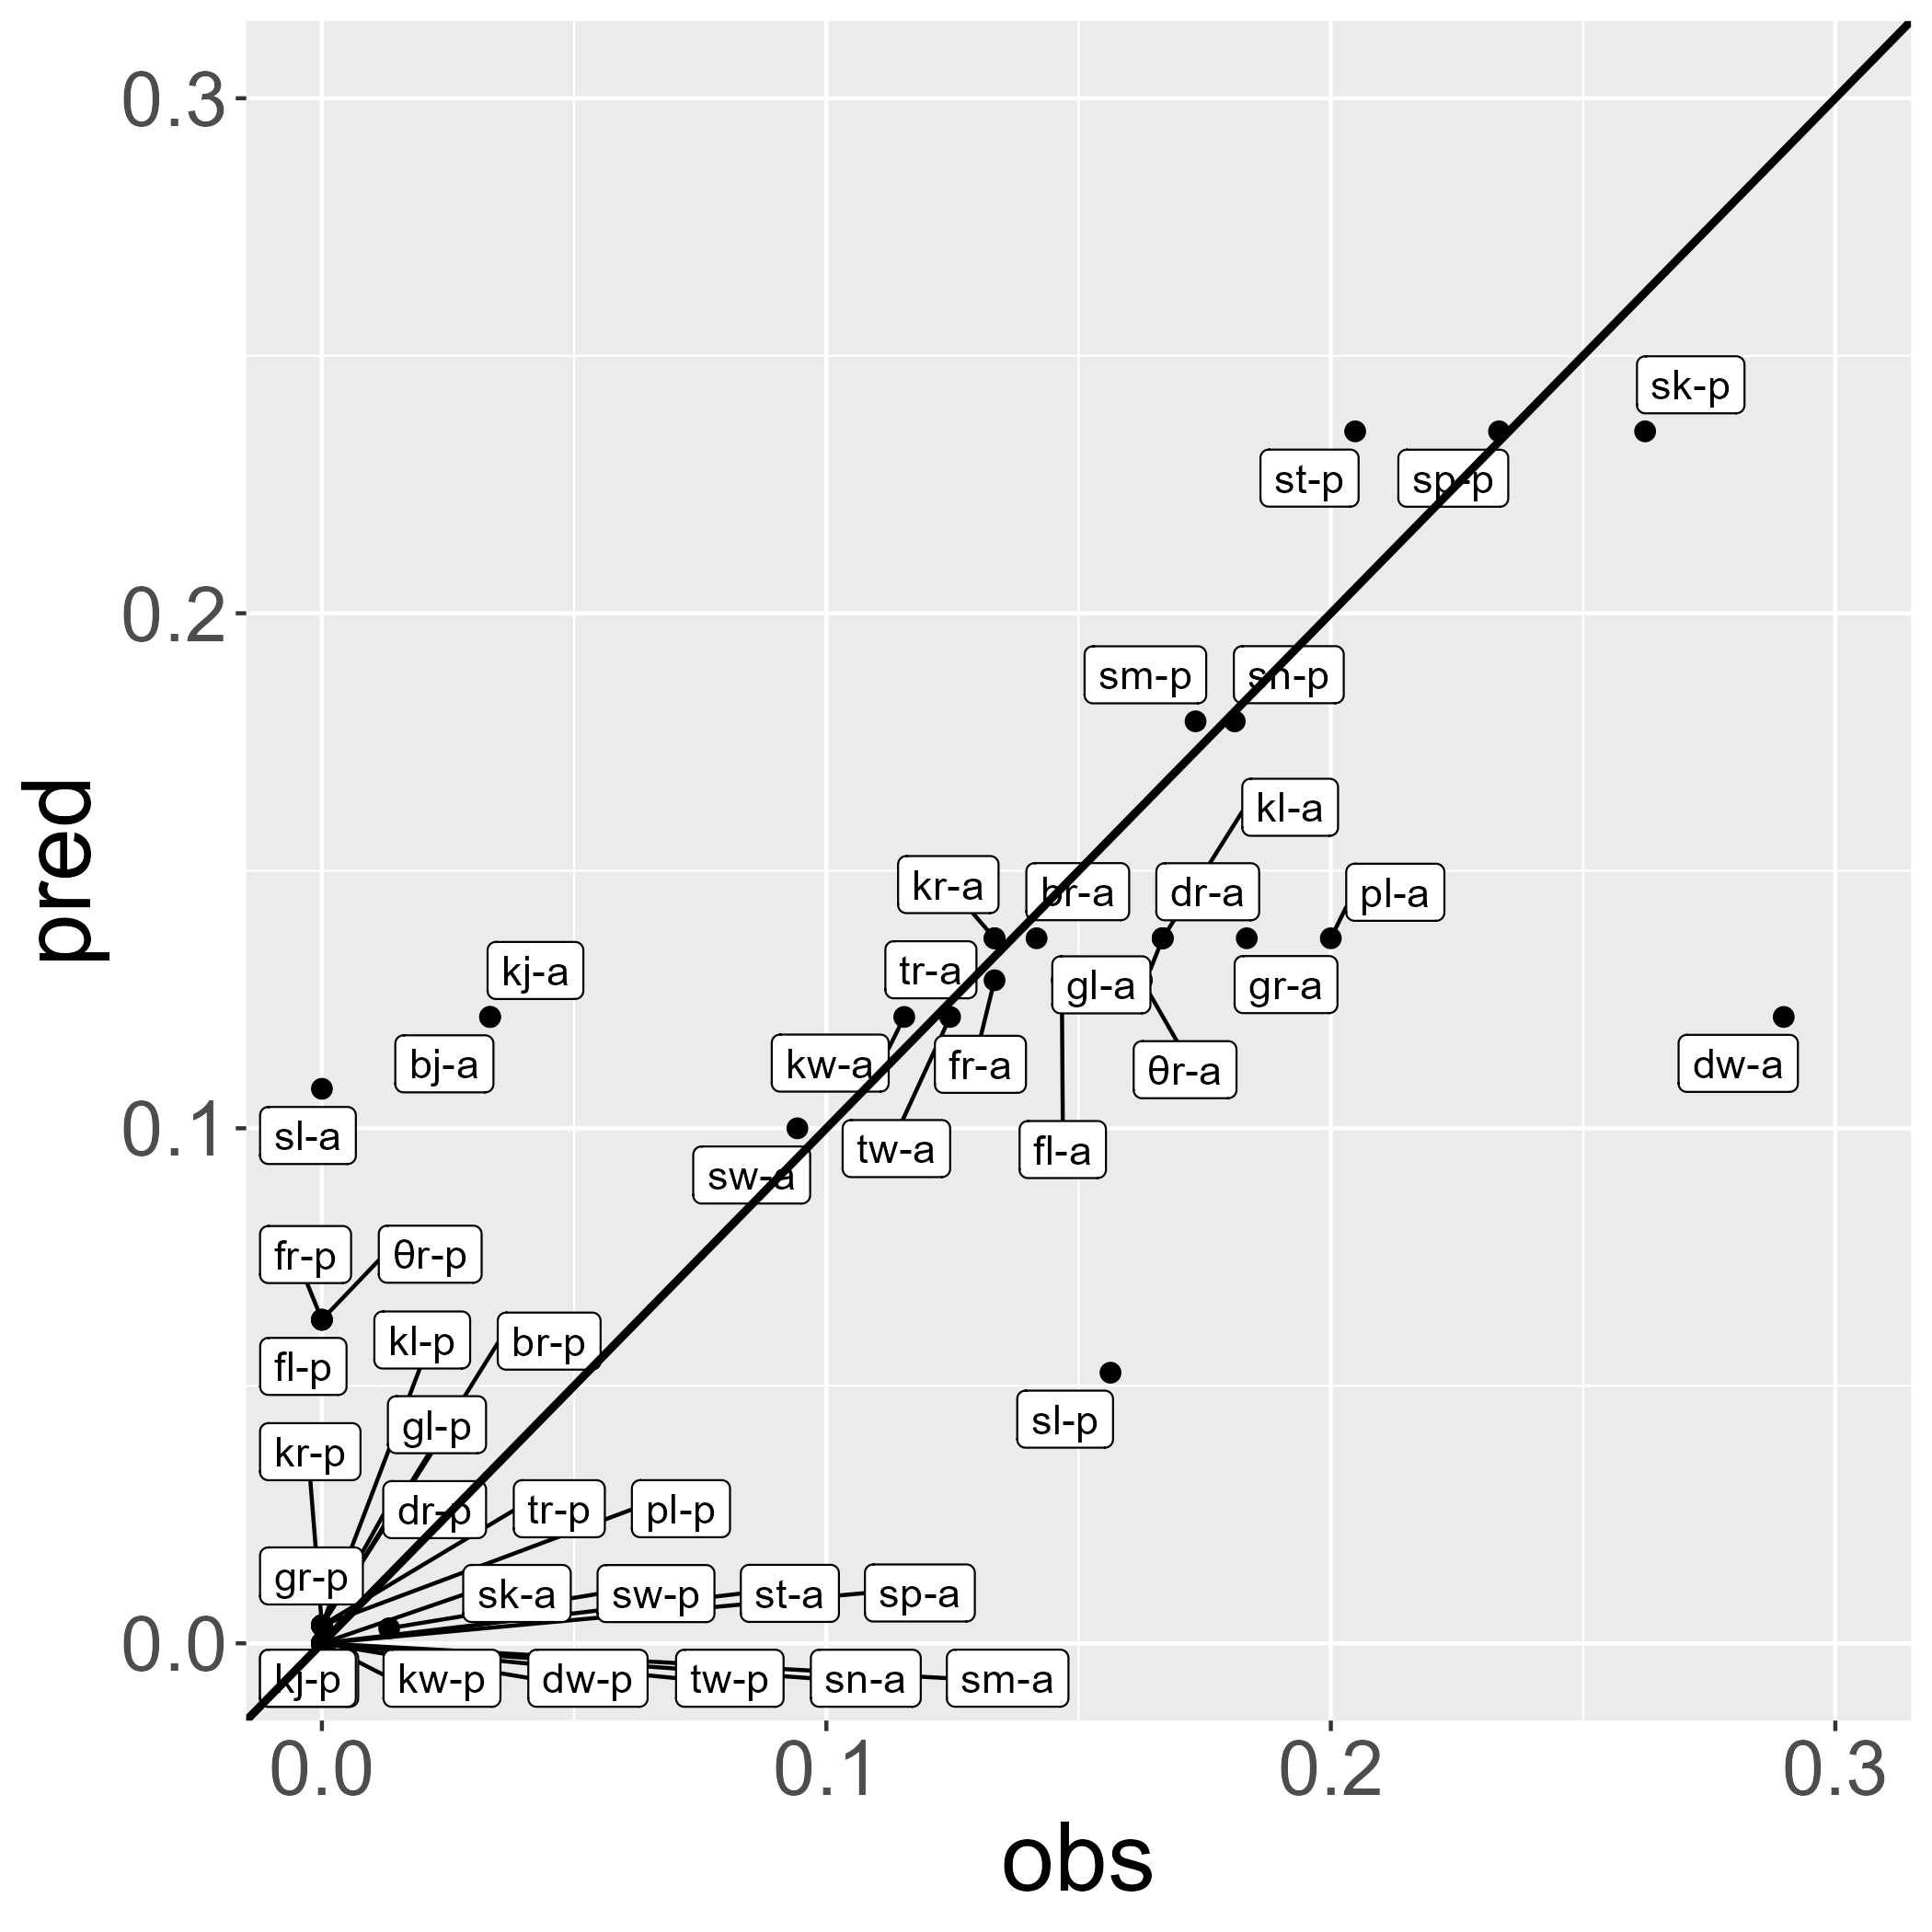 0.3
sk-p
st-p
sp-p
0.2
sm-p
sn-p
kl-a
kr-a
br-a
dr-a
pl-a
kj-a
tr-a
gl-a
gr-a
bj-a
kw-a
fr-a
θr-a
dw-a
0.1
sl-a
tw-a
fl-a
sw-a
fr-p
θr-p
kl-p
br-p
fl-p
sl-p
gl-p
kr-p
dr-p
tr-p
pl-p
gr-p
sk-a
sw-p
st-a
sp-a
0.0
kj-p
kw-p
dw-p
tw-p
sn-a
sm-a
0.0
0.1
0.2
0.3
obs
pred